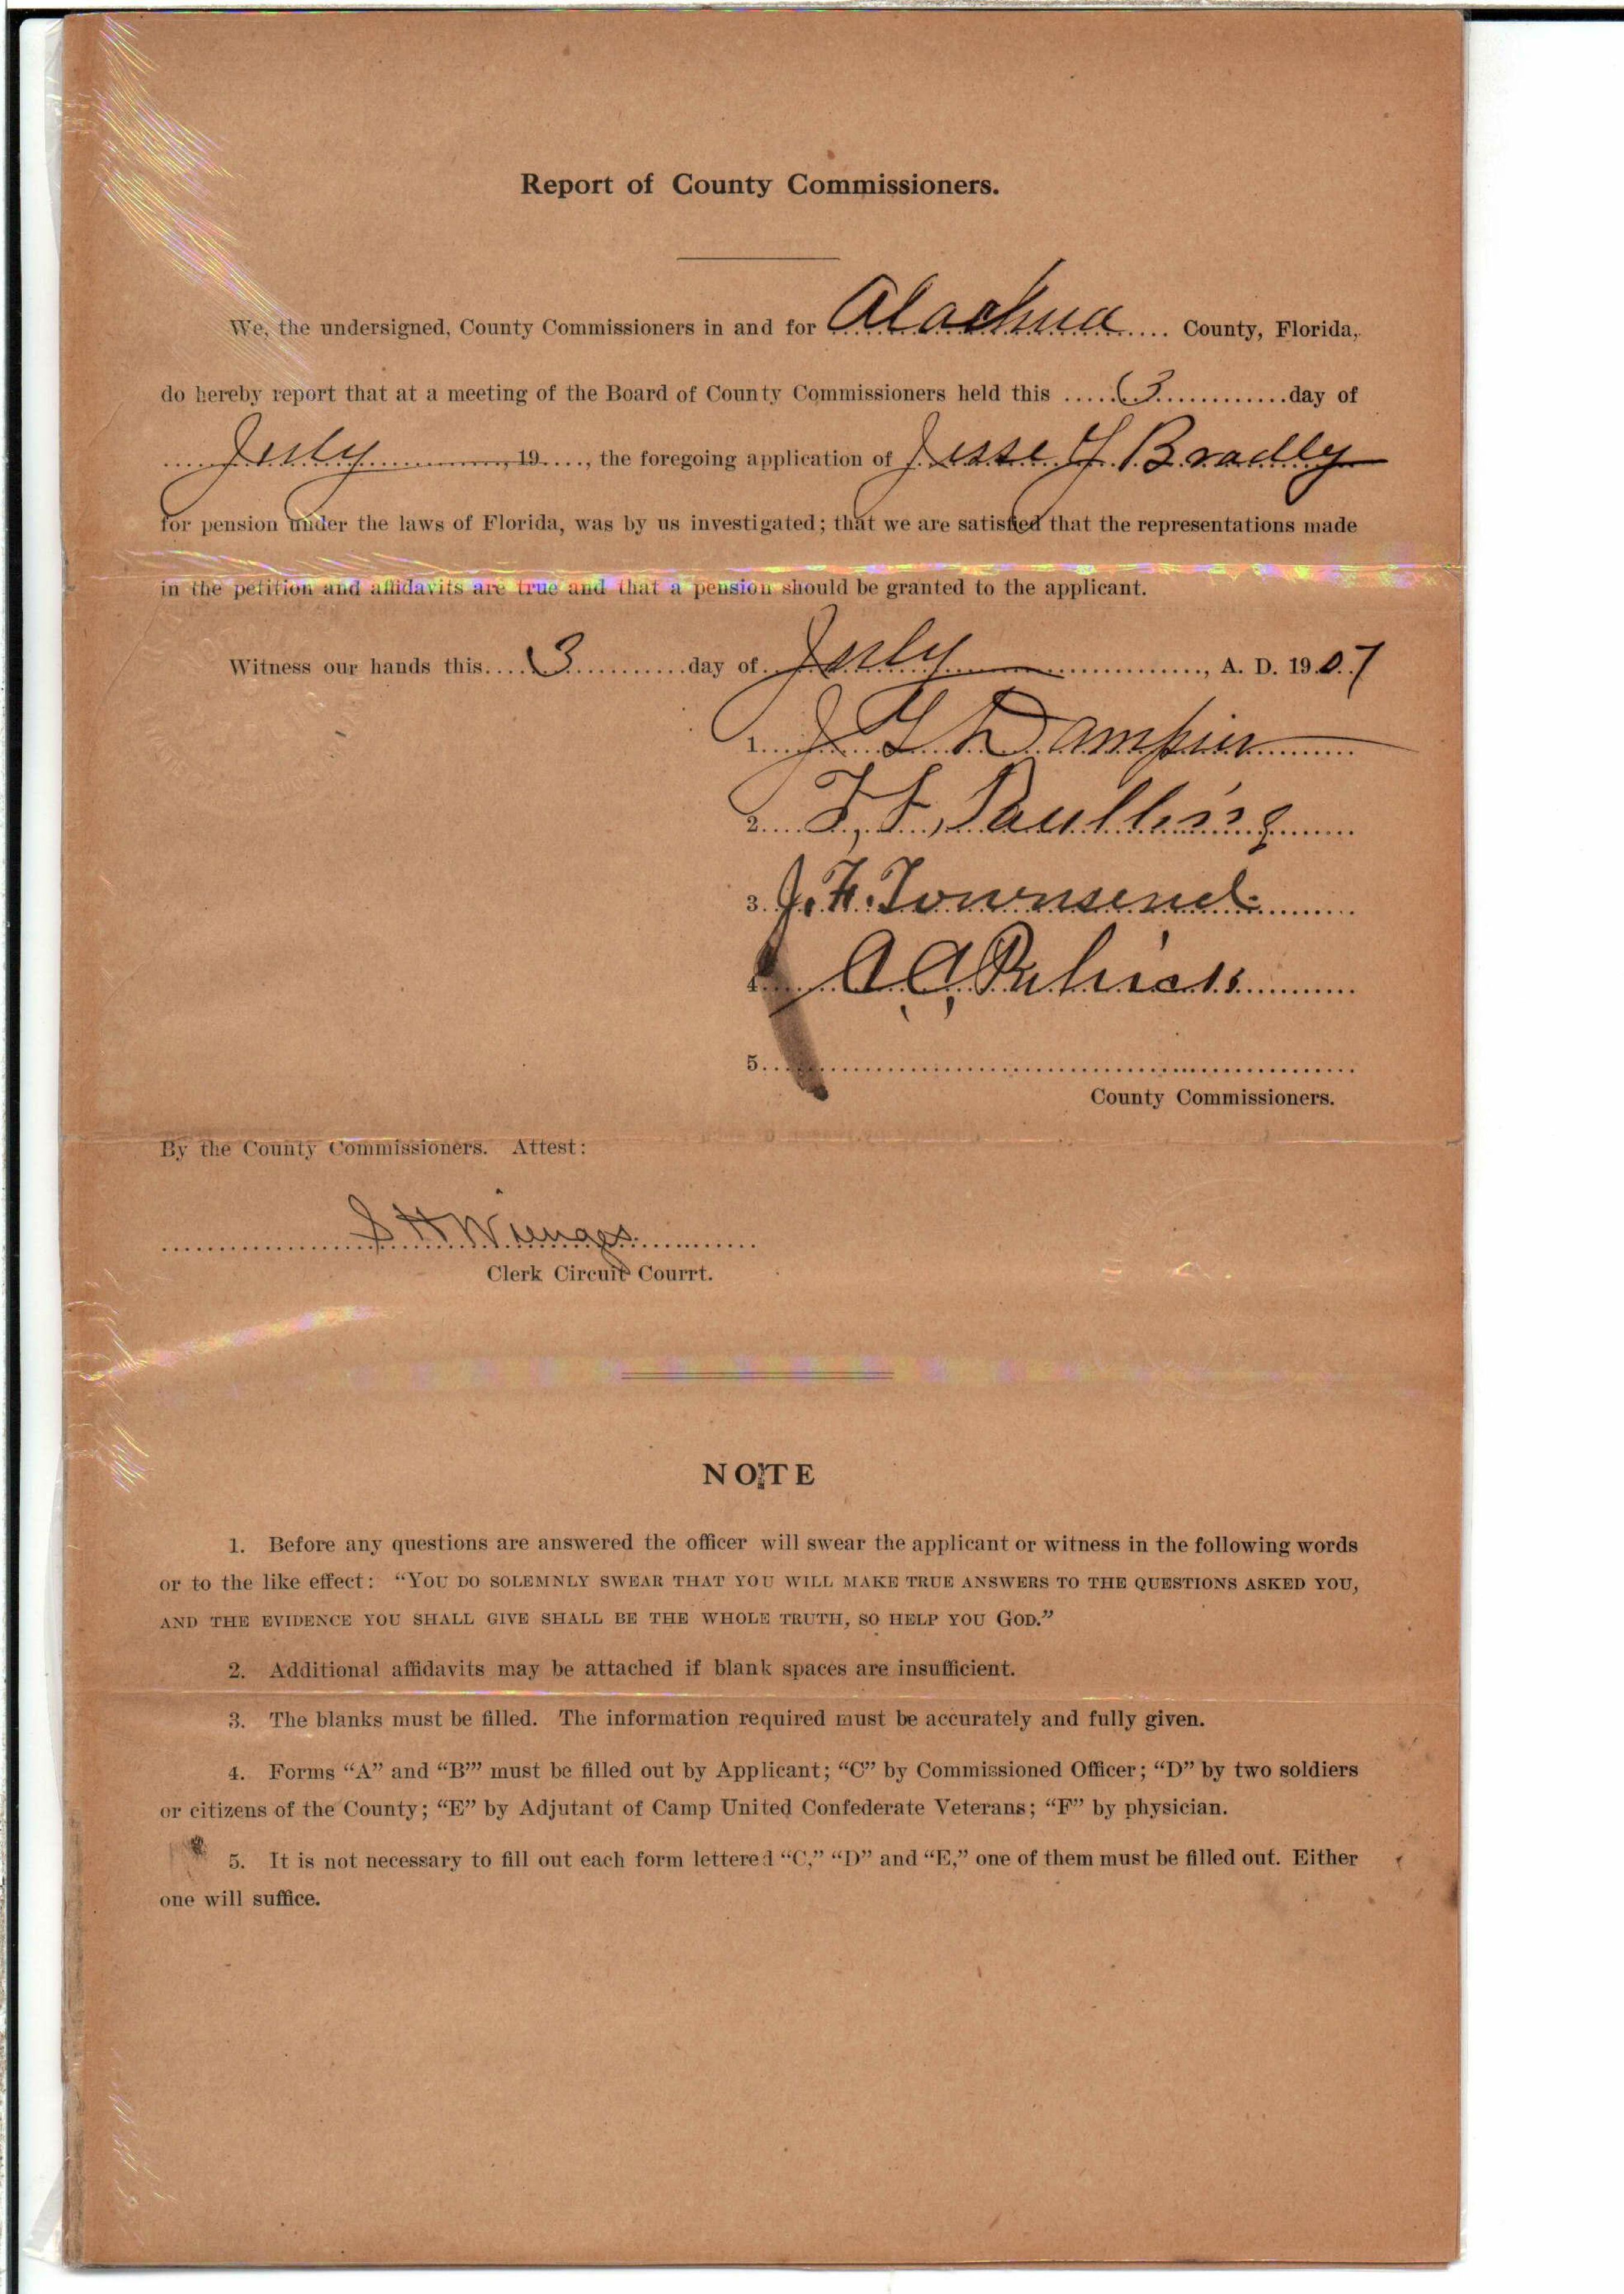 Report of County Commissioners.
We, the undersigned, County Commissioners in and for Alachua County, Florida,
do hereby report that at a meeting of the Board of County Commissioners held this 3 day of
July, 19...., the foregoing application of Jesse Y Bradley
for pension under the laws of Florida, was by us investigated; that we are satisfied that the representations made
in the petition and affidavits are true and that a pension should be granted to the applicant.
Witness our hands this 3 day of July, A. D. 1907
1. J G Dampier
2. F. F. Paulling
3. J. H. Townsend
4. A A
5.
County Commissioners.
By the County Commissioners. Attest:
S H Wienges
Clerk Circuit Courrt.
NOTE
1. Before any questions are answered the officer will swear the applicant or witness in the following words
or to the like effect: “YOU DO SOLEMNLY SWEAR THAT YOU WILL MAKE TRUE ANSWERS TO THE QUESTIONS ASKED YOU,
AND THE EVIDENCE YOU SHALL GIVE SHALL BE THE WHOLE TRUTH, SO HELP YOU GOD.”
2. Additional affidavits may be attached if blank spaces are insufficient.
3. The blanks must be filled. The information required must be accurately and fully given.
4. Forms “A” and “B”’ must be filled out by Applicant; “C” by Commissioned Officer; “D” by two soldiers
or citizens of the County; “E” by Adjutant of Camp United Confederate Veterans; “F” by physician.
5. It is not necessary to fill out each form lettered “C,” “D” and “E,” one of them must be filled out. Either
one will suffice.